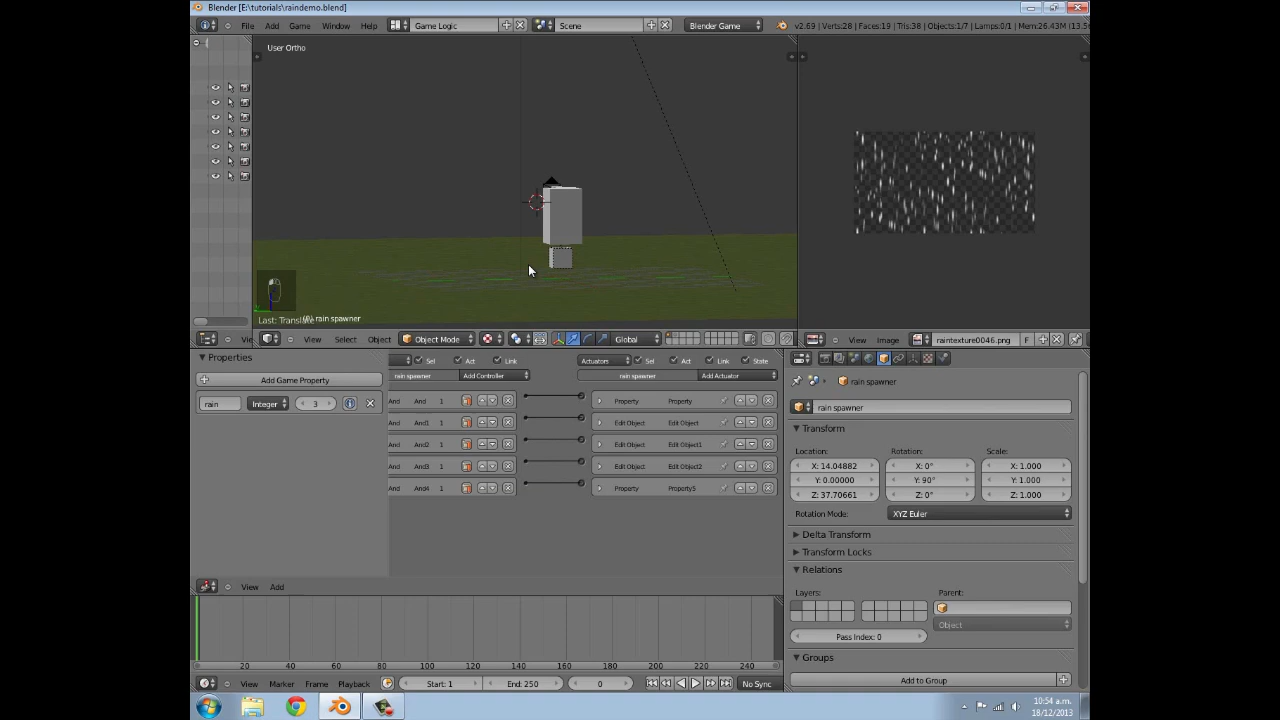 Blender [E:\tutorials\raindemo.blend]
File Add Window Help Game Logic Scene Blender Game v2.69 | Verts:28 | Faces:19 | Tris:38 | Objects:1/7 | Lamps:0/1 | Mem:26.43M (13.5
User Ortho
Last: Translate
rain spawner
View Select Object Object Mode Global
View Image raintexture0046.png F
Properties
Add Game Property
rain Integer 3
Sel Act Link
Actuators Sel Act Link State
rain spawner Add Controller
rain spawner Add Actuator
And And 1 Property Property
And And1 1 Edit Object Edit Object
And And2 1 Edit Object Edit Object1
And And3 1 Edit Object Edit Object2
And And4 1 Property Property5
View Add
rain spawner
rain spawner
Transform
Location: Rotation: Scale:
X: 14.04882 X: 0° X: 1.000
Y: 0.00000 Y: 90° Y: 1.000
Z: 37.70661 Z: 0° Z: 1.000
Rotation Mode: XYZ Euler
Delta Transform
Transform Locks
Relations
Layers: Parent:
Object
Pass Index: 0
Groups
Add to Group
20 40 60 80 100 120 140 160 180 200 220 240
View Marker Frame Playback Start: 1 End: 250 0 No Sync
10:54 a.m.
18/12/2013